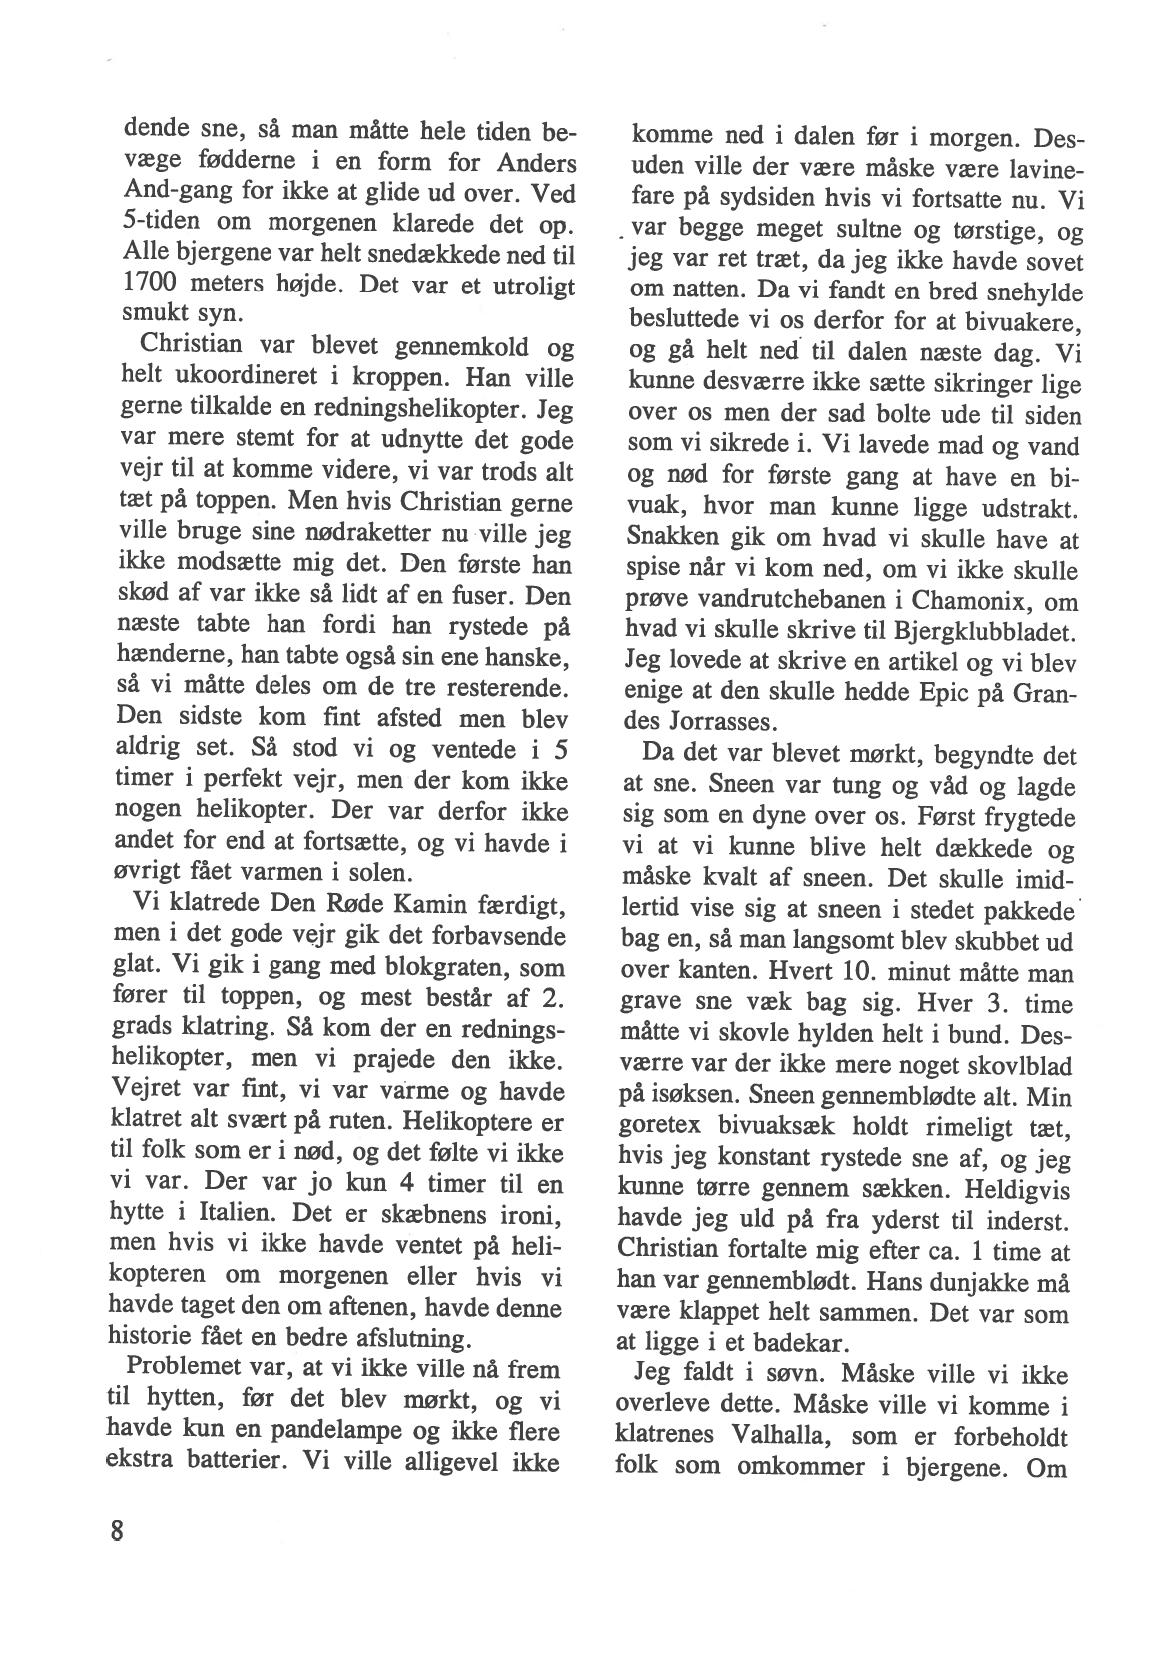 dende sne, så man måtte hele tiden be-
væge fødderne i en form for Anders
And-gang for ikke at glide ud over. Ved
5-tiden om morgenen klarede det op.
Alle bjergene var helt snedækkede ned til
1700 meters højde. Det var et utroligt
smukt syn.
Christian var blevet gennemkold og
helt ukoordineret i kroppen. Han ville
gerne tilkalde en redningshelikopter. Jeg
var mere stemt for at udnytte det gode
vejr til at komme videre, vi var trods alt
tæt på toppen. Men hvis Christian gerne
ville bruge sine nødraketter nu ville jeg
ikke modsætte mig det. Den første han
skød af var ikke så lidt af en fuser. Den
næste tabte han fordi han rystede på
hænderne, han tabte også sin ene hanske,
så vi måtte deles om de tre resterende.
Den sidste kom fint afsted men blev
aldrig set. Så stod vi og ventede i 5
timer i perfekt vejr, men der kom ikke
nogen helikopter. Der var derfor ikke
andet for end at fortsætte, og vi havde i
øvrigt fået varmen i solen.
Vi klatrede Den Røde Kamin færdigt,
men i det gode vejr gik det forbavsende
glat. Vi gik i gang med blokgraten, som
fører til toppen, og mest består af 2.
grads klatring. Så kom der en rednings-
helikopter, men vi prajede den ikke.
Vejret var fint, vi var varme og havde
klatret alt svært på ruten. Helikoptere er
til folk som er i nød, og det følte vi ikke
vi var. Der var jo kun 4 timer til en
hytte i Italien. Det er skæbnens ironi,
men hvis vi ikke havde ventet på heli-
kopteren om morgenen eller hvis vi
havde taget den om aftenen, havde denne
historie fået en bedre afslutning.
Problemet var, at vi ikke ville nå frem
til hytten, før det blev mørkt, og vi
havde kun en pandelampe og ikke flere
ekstra batterier. Vi ville alligevel ikke
komme ned i dalen før i morgen. Des-
uden ville der være måske være lavine-
fare på sydsiden hvis vi fortsatte nu. Vi
var begge meget sultne og tørstige, og
jeg var ret træt, da jeg ikke havde sovet
om natten. Da vi fandt en bred snehylde
besluttede vi os derfor for at bivuakere,
og gå helt ned til dalen næste dag. Vi
kunne desværre ikke sætte sikringer lige
over os men der sad bolte ude til siden
som vi sikrede i. Vi lavede mad og vand
og nød for første gang at have en bi-
vuak, hvor man kunne ligge udstrakt.
Snakken gik om hvad vi skulle have at
spise når vi kom ned, om vi ikke skulle
prøve vandrutchebanen i Chamonix, om
hvad vi skulle skrive til Bjergklubbladet.
Jeg lovede at skrive en artikel og vi blev
enige at den skulle hedde Epic på Gran-
des Jorrasses.
Da det var blevet mørkt, begyndte det
at sne. Sneen var tung og våd og lagde
sig som en dyne over os. Først frygtede
vi at vi kunne blive helt dækkede og
måske kvalt af sneen. Det skulle imid-
lertid vise sig at sneen i stedet pakkede
bag en, så man langsomt blev skubbet ud
over kanten. Hvert 10. minut måtte man
grave sne væk bag sig. Hver 3. time
måtte vi skovle hylden helt i bund. Des-
værre var der ikke mere noget skovlblad
på isøksen. Sneen gennemblødte alt. Min
goretex bivuaksæk holdt rimeligt tæt,
hvis jeg konstant rystede sne af, og jeg
kunne tørre gennem sækken. Heldigvis
havde jeg uld på fra yderst til inderst.
Christian fortalte mig efter ca. 1 time at
han var gennemblødt. Hans dunjakke må
være klappet helt sammen. Det var som
at ligge i et badekar.
Jeg faldt i søvn. Måske ville vi ikke
overleve dette. Måske ville vi komme i
klatrenes Valhalla, som er forbeholdt
folk som omkommer i bjergene. Om
8